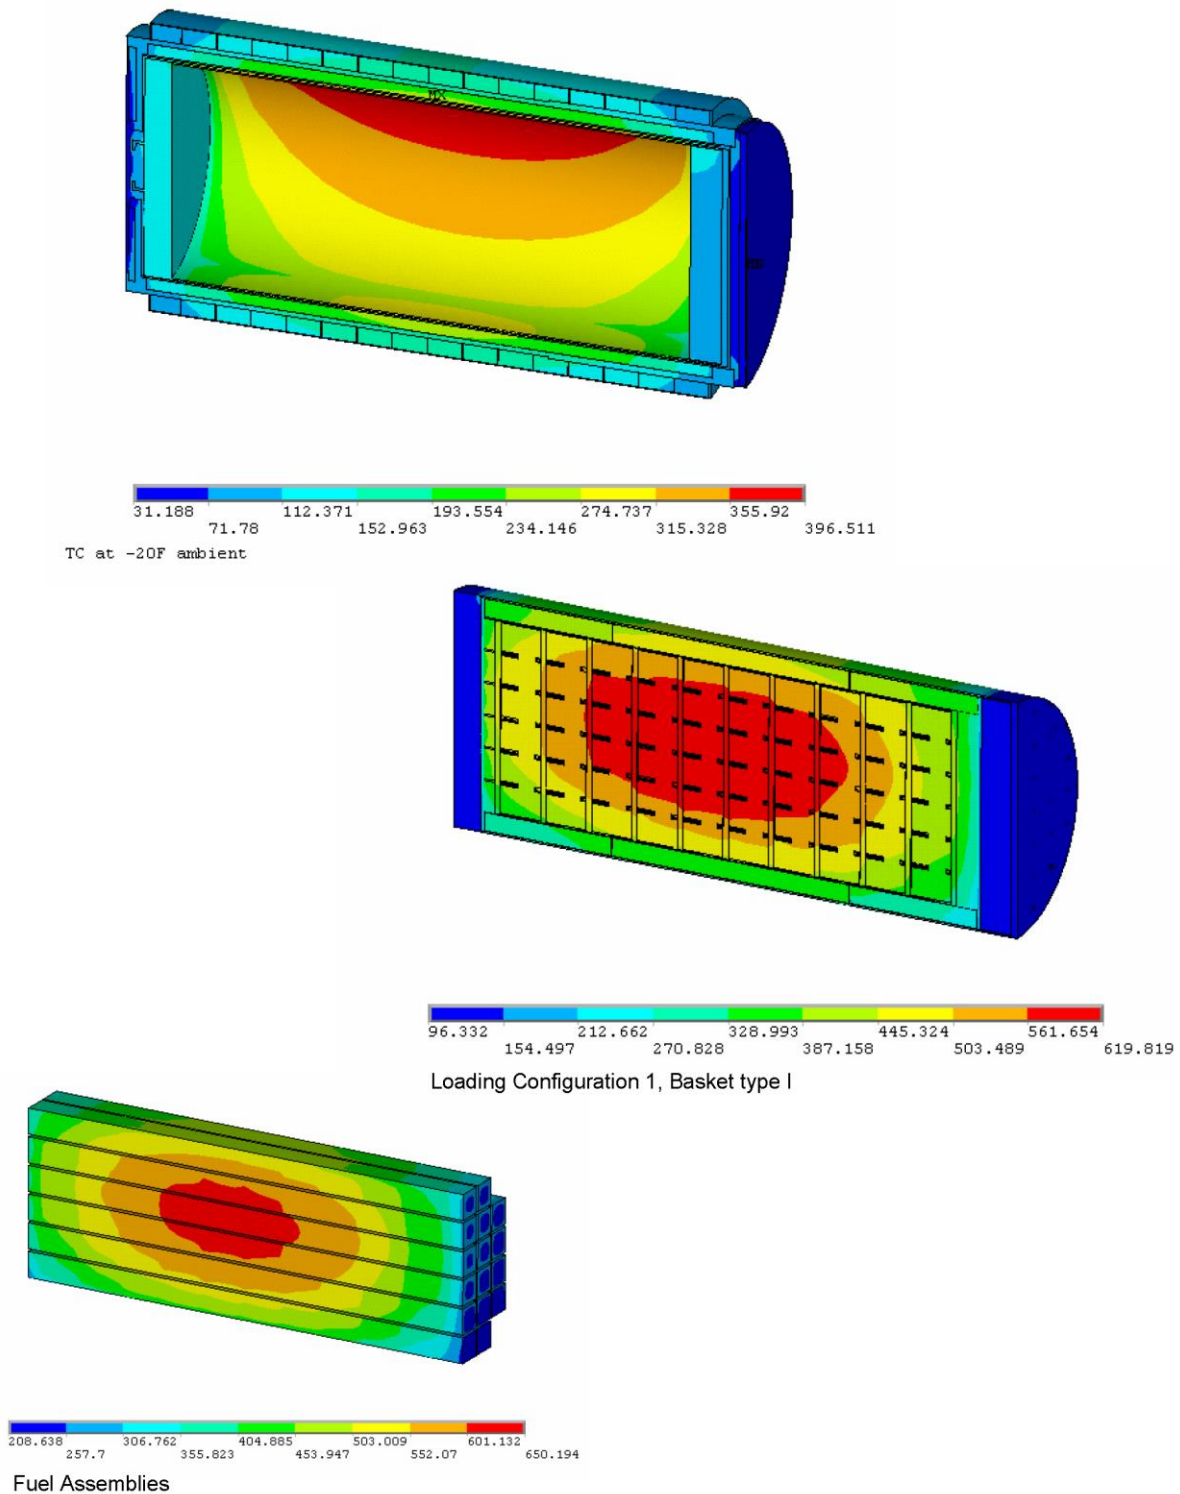 MX
31.188 112.371 193.554 274.737 355.92
71.78 152.963 234.146 315.328 396.511
TC at -20F ambient
96.332 212.662 328.993 445.324 561.654
154.497 270.828 387.158 503.489 619.819
Loading Configuration 1, Basket type I
208.638 306.762 404.885 503.009 601.132
257.7 355.823 453.947 552.07 650.194
Fuel Assemblies